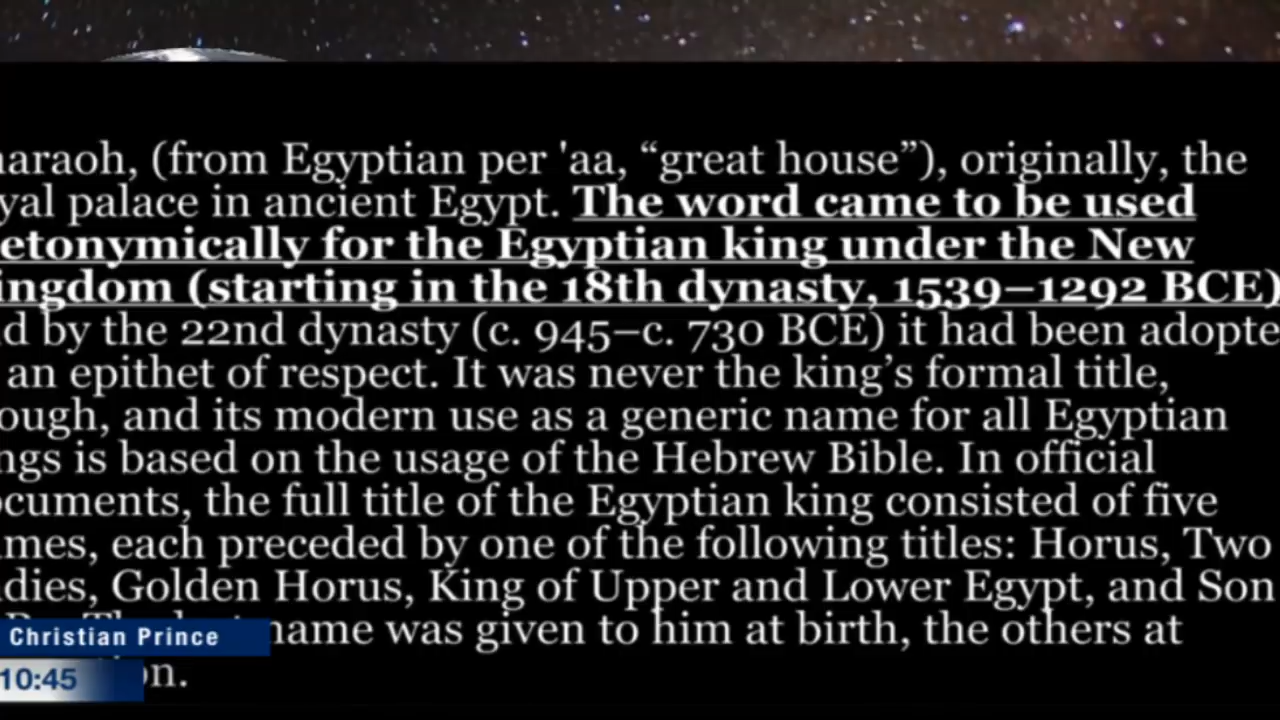 haraoh, (from Egyptian per 'aa, “great house”), originally, the
yal palace in ancient Egypt. The word came to be used
etonymically for the Egyptian king under the New
ingdom (starting in the 18th dynasty, 1539–1292 BCE)
d by the 22nd dynasty (c. 945–c. 730 BCE) it had been adopte
an epithet of respect. It was never the king’s formal title,
ough, and its modern use as a generic name for all Egyptian
ngs is based on the usage of the Hebrew Bible. In official
ocuments, the full title of the Egyptian king consisted of five
mes, each preceded by one of the following titles: Horus, Two
dies, Golden Horus, King of Upper and Lower Egypt, and Son
name was given to him at birth, the others at
Christian Prince
on.
10:45